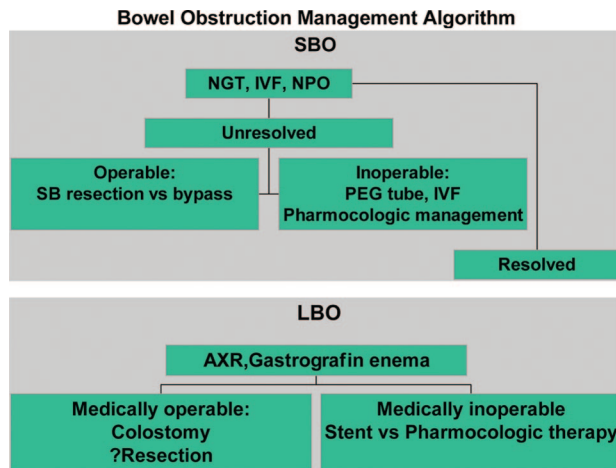 Bowel Obstruction Management Algorithm
SBO
NGT, IVF, NPO
Unresolved
Operable:
SB resection vs bypass
Inoperable:
PEG tube, IVF
Pharmocologic management
Resolved
LBO
AXR,Gastrografin enema
Medically operable:
Colostomy
?Resection
Medically inoperable
Stent vs Pharmocologic therapy